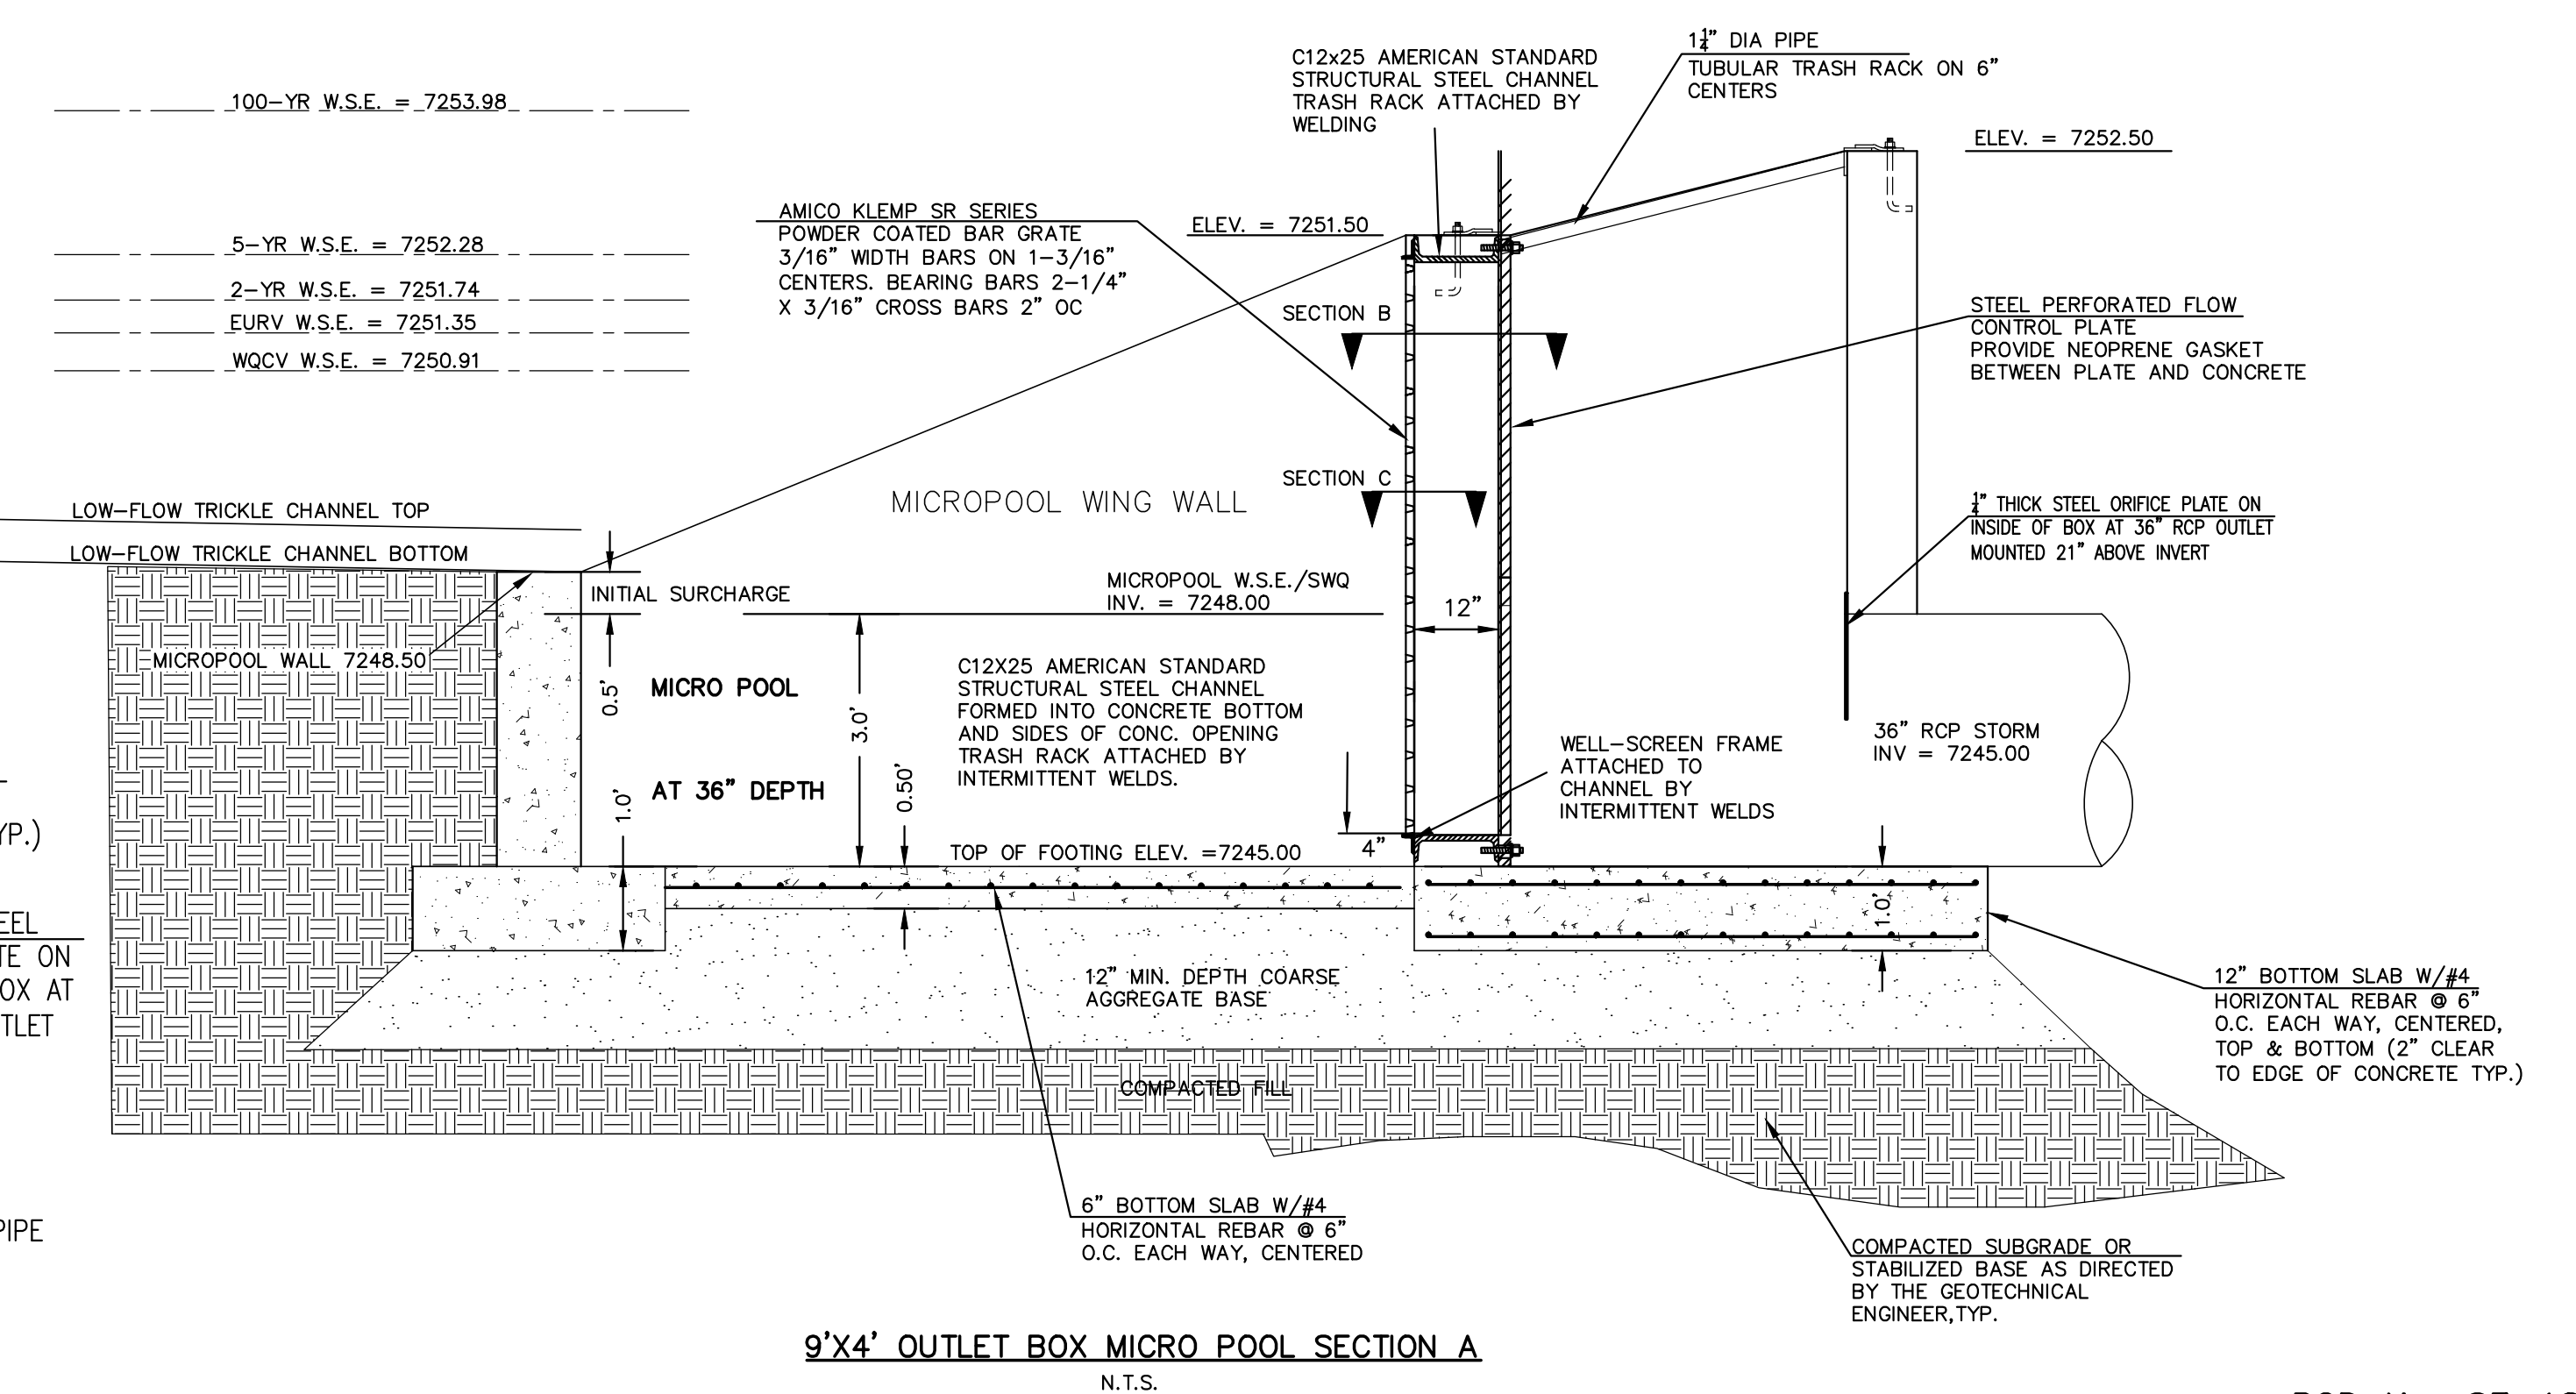 100-YR W.S.E. = 7253.98
5-YR W.S.E. = 7252.28
2-YR W.S.E. = 7251.74
EURV W.S.E. = 7251.35
WQCV W.S.E. = 7250.91
C12x25 AMERICAN STANDARD
STRUCTURAL STEEL CHANNEL
TRASH RACK ATTACHED BY
WELDING
1¼" DIA PIPE
TUBULAR TRASH RACK ON 6"
CENTERS
ELEV. = 7252.50
AMICO KLEMP SR SERIES
POWDER COATED BAR GRATE
3/16" WIDTH BARS ON 1-3/16"
CENTERS. BEARING BARS 2-1/4"
X 3/16" CROSS BARS 2" OC
ELEV. = 7251.50
SECTION B
STEEL PERFORATED FLOW
CONTROL PLATE
PROVIDE NEOPRENE GASKET
BETWEEN PLATE AND CONCRETE
SECTION C
MICROPOOL WING WALL
LOW-FLOW TRICKLE CHANNEL TOP
LOW-FLOW TRICKLE CHANNEL BOTTOM
¼" THICK STEEL ORIFICE PLATE ON
INSIDE OF BOX AT 36" RCP OUTLET
MOUNTED 21" ABOVE INVERT
INITIAL SURCHARGE
MICROPOOL W.S.E./SWQ
INV. = 7248.00
12"
MICROPOOL WALL 7248.50
0.5'
MICRO POOL
AT 36" DEPTH
3.0'
1.0'
0.50'
C12X25 AMERICAN STANDARD
STRUCTURAL STEEL CHANNEL
FORMED INTO CONCRETE BOTTOM
AND SIDES OF CONC. OPENING
TRASH RACK ATTACHED BY
INTERMITTENT WELDS.
WELL-SCREEN FRAME
ATTACHED TO
CHANNEL BY
INTERMITTENT WELDS
36" RCP STORM
INV = 7245.00
4"
TOP OF FOOTING ELEV. =7245.00
1.0'
YP.)
EEL
TE ON
OX AT
TLET
PIPE
12" MIN. DEPTH COARSE
AGGREGATE BASE
COMPACTED FILL
12" BOTTOM SLAB W/#4
HORIZONTAL REBAR @ 6"
O.C. EACH WAY, CENTERED,
TOP & BOTTOM (2" CLEAR
TO EDGE OF CONCRETE TYP.)
6" BOTTOM SLAB W/#4
HORIZONTAL REBAR @ 6"
O.C. EACH WAY, CENTERED
COMPACTED SUBGRADE OR
STABILIZED BASE AS DIRECTED
BY THE GEOTECHNICAL
ENGINEER,TYP.
9'X4' OUTLET BOX MICRO POOL SECTION A
N.T.S.